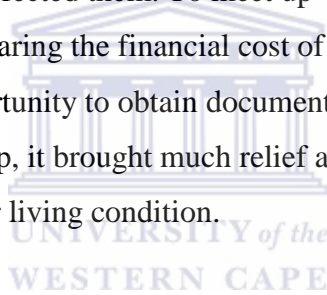 ected them. To meet up
aring the financial cost of
rtunity to obtain document
p, it brought much relief a
living condition.
UNIVERSITY of the
WESTERN CAPE